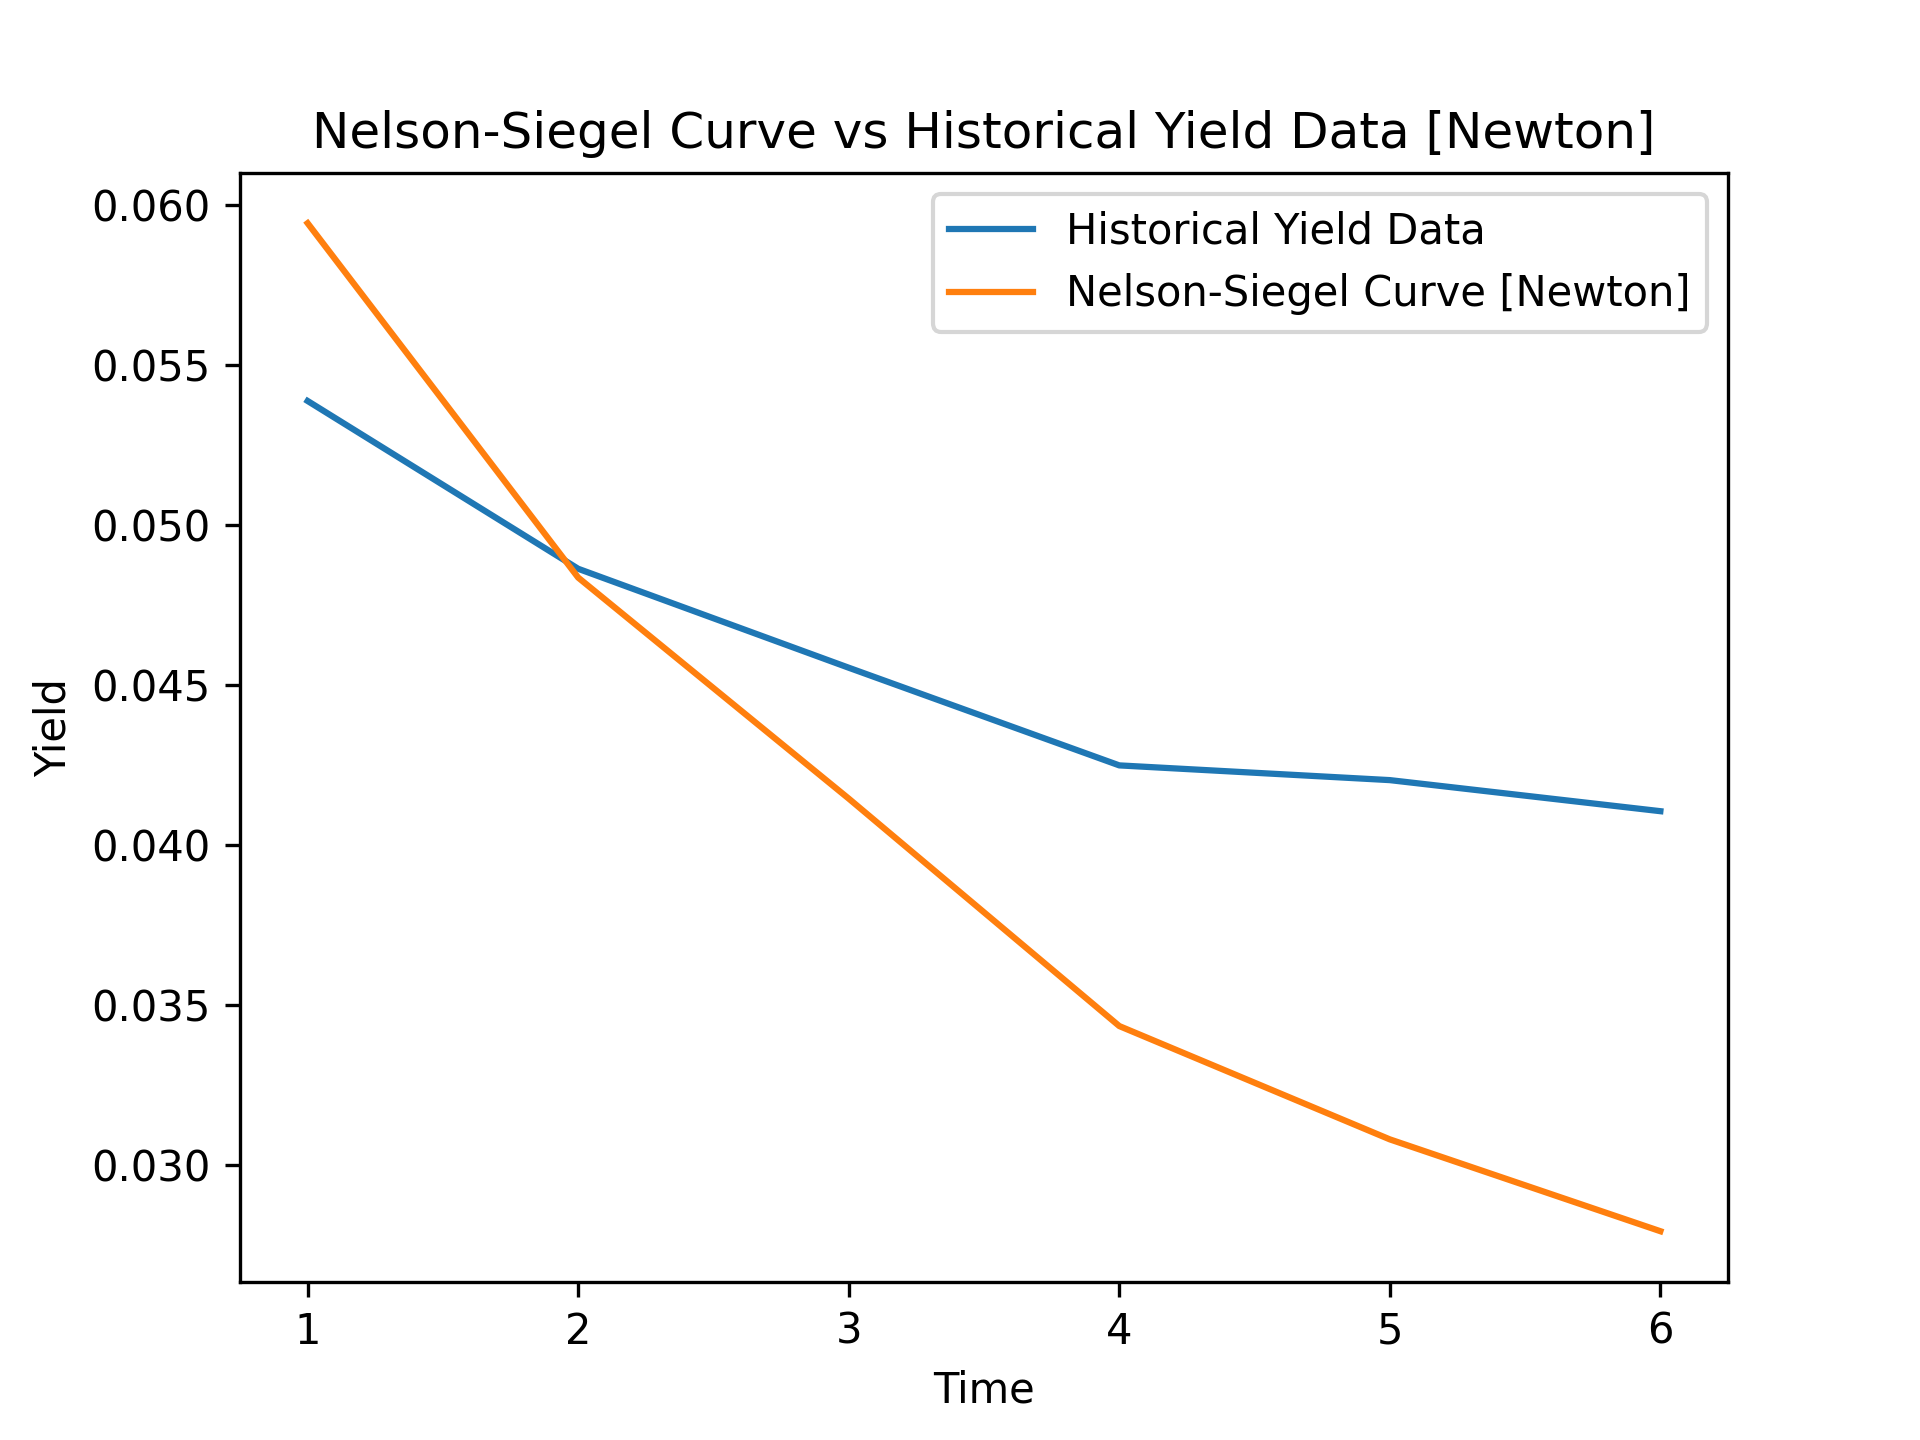 Nelson-Siegel Curve vs Historical Yield Data [Newton]
Historical Yield Data
Nelson-Siegel Curve [Newton]
Yield
0.060
0.055
0.050
0.045
0.040
0.035
0.030
1 2 3 4 5 6
Time